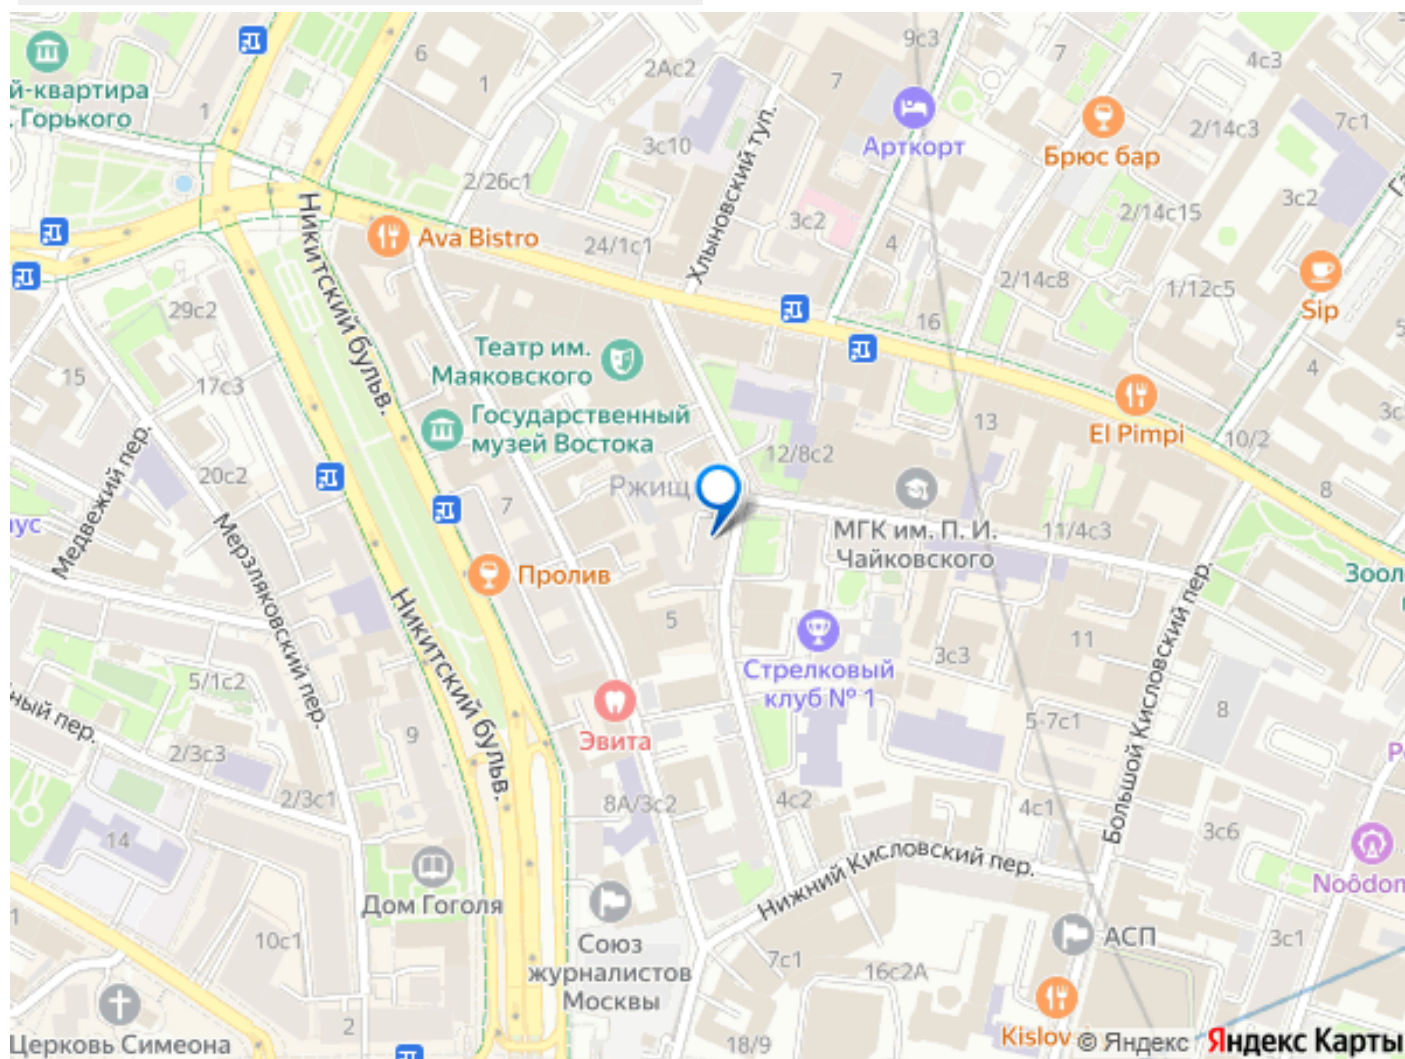 9с3
7
4с3
6
2Ас2
1
7
й-квартира
Горького
1
Арткорт
Брюс бар
2/14с3
7с1
3с10
Хлыновский туп.
2/26с1
3с2
3с2
2/14с15
Никитский бульв.
Ava Bistro
24/1с1
4
2/14с8
1/12с5
Sip
29с2
16
Театр им.
Маяковского
15
17с3
4
Государственный
музей Востока
13
El Pimpi
10/2
12/8с2
20с2
Медвежий пер.
Ржищ
7
8
МГК им. П. И.
Чайковского
11/4с3
Мерзляковский пер.
Пролив
Зоол
Никитский бульв.
5
11
3с3
Большой Кисловский пер.
Стрелковый
клуб № 1
5/1с2
ный пер.
9
Эвита
5-7с1
8
2/3с3
2/3с1
8А/3с2
4с2
4с1
3с6
14
Нижний Кисловский пер.
Noôdom
Дом Гоголя
10с1
Союз
журналистов
Москвы
АСП
3с1
7с1
16с2А
2
Церковь Симеона
18/9
Kislov
© Яндекс
Яндекс Карты